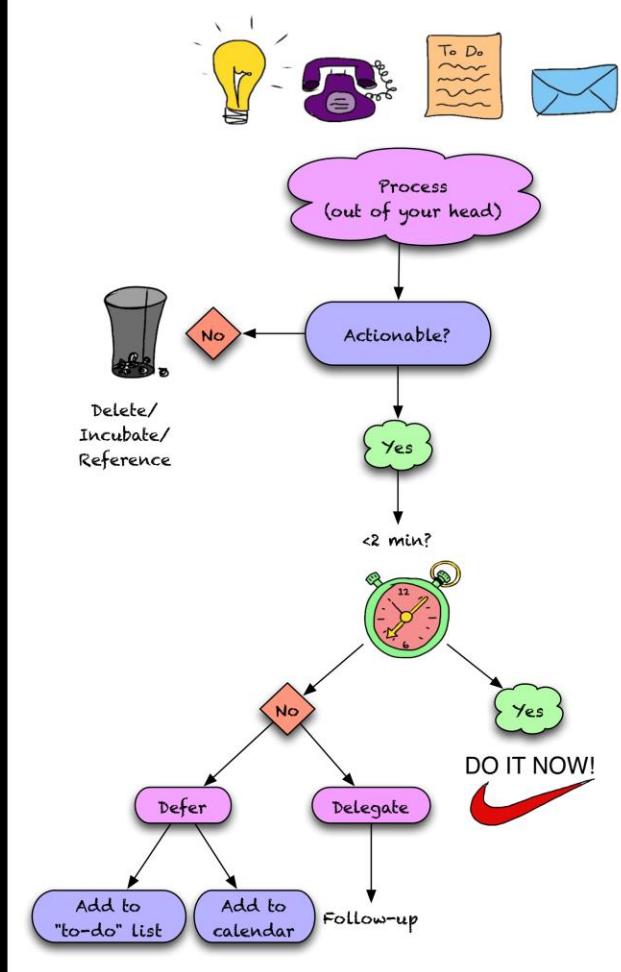 To Do
Process
(out of your head)
Actionable?
No
Delete/
Incubate/
Reference
Yes
<2 min?
12
6
No
Yes
DO IT NOW!
Defer
Delegate
Add to
"to-do" list
Add to
calendar
Follow-up